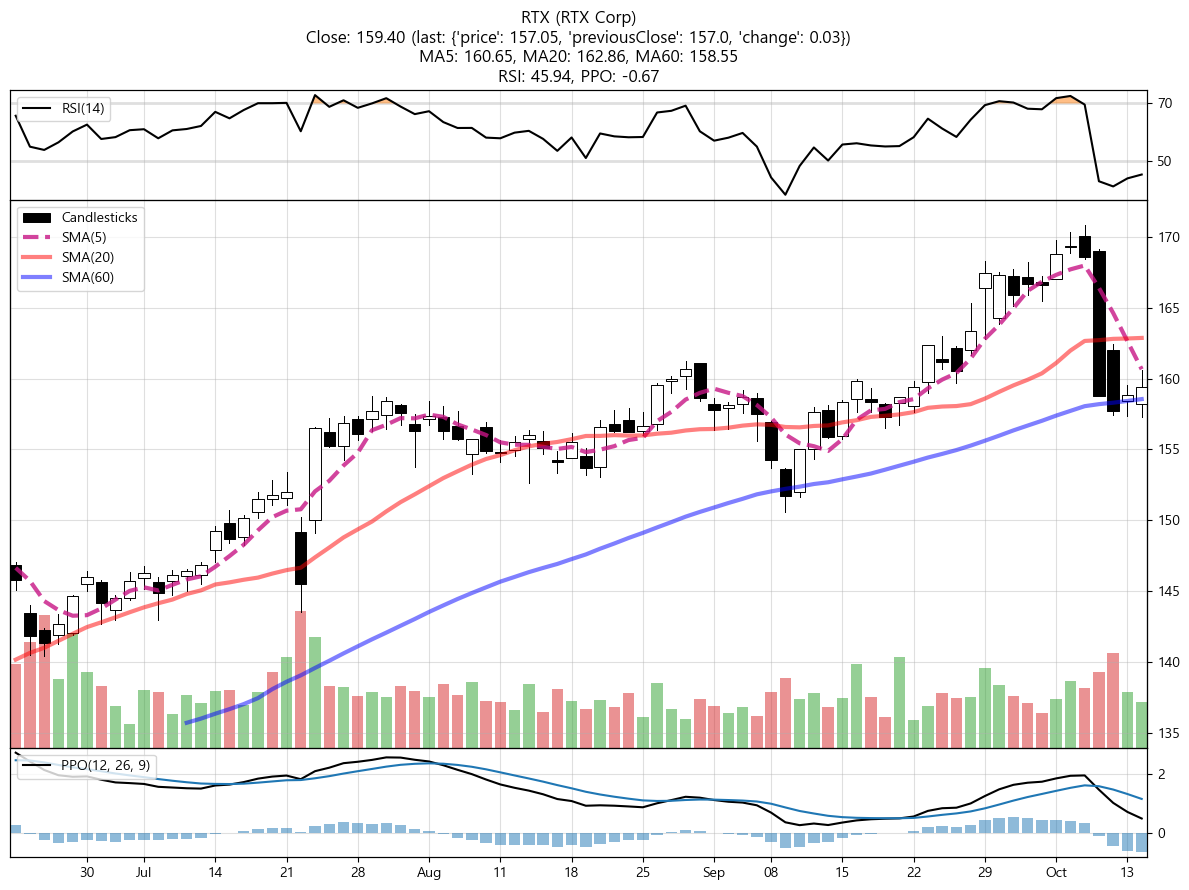 RTX (RTX Corp)
Close: 159.40 (last: {'price': 157.05, 'previousClose': 157.0, 'change': 0.03})
MA5: 160.65, MA20: 162.86, MA60: 158.55
RSI: 45.94, PPO: -0.67
RSI(14)
70
50
Candlesticks
SMA(5)
SMA(20)
SMA(60)
170
165
160
155
150
145
140
135
PPO(12, 26, 9)
2
0
30 Jul 14 21 28 Aug 11 18 25 Sep 08 15 22 29 Oct 13